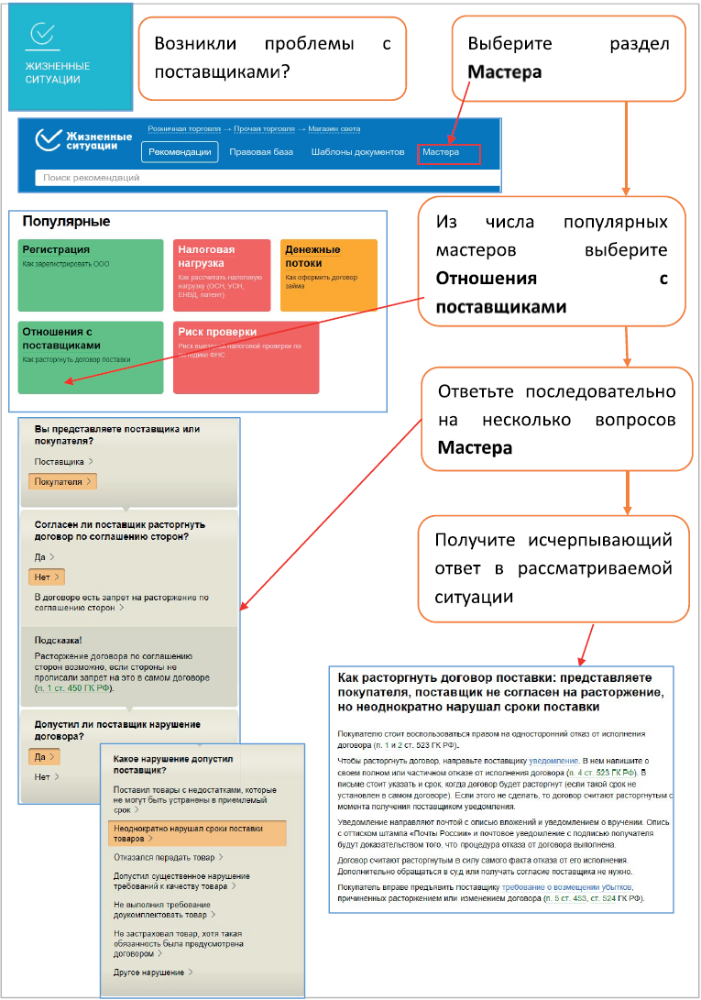 ЖИЗНЕННЫЕ
СИТУАЦИИ
Возникли проблемы с
поставщиками?
Выберите раздел
Мастера
Жизненные
ситуации
Розничная торговля → Прочая торговля → Магазин света
Рекомендации Правовая база Шаблоны документов Мастера
Поиск рекомендаций
Из числа популярных
мастеров выберите
Отношения с
поставщиками
Популярные
Регистрация
Как зарегистрировать ООО
Налоговая
нагрузка
Как рассчитать налоговую
нагрузку (ОСН, УСН,
ЕНВД, патент)
Денежные
потоки
Как оформить договор
займа
Отношения с
поставщиками
Как расторгнуть договор поставки
Риск проверки
Риск выездной налоговой проверки по
методике ФНС
Ответьте последовательно
на несколько вопросов
Мастера
Получите исчерпывающий
ответ в рассматриваемой
ситуации
Вы представляете поставщика или
покупателя?
Поставщика >
Покупателя >
Согласен ли поставщик расторгнуть
договор по соглашению сторон?
Да >
Нет >
В договоре есть запрет на расторжение по
соглашению сторон >
Подсказка!
Расторжение договора по соглашению
сторон возможно, если стороны не
прописали запрет на это в самом договоре
(п. 1 ст. 450 ГК РФ).
Допустил ли поставщик нарушение
договора?
Да >
Нет >
Какое нарушение допустил
поставщик?
Поставил товары с недостатками, которые
не могут быть устранены в приемлемый
срок >
Неоднократно нарушал сроки поставки
товаров >
Отказался передать товар >
Допустил существенное нарушение
требований к качеству товара >
Не выполнил требование
доукомплектовать товар >
Не застраховал товар, хотя такая
обязанность была предусмотрена
договором >
Другое нарушение >
Как расторгнуть договор поставки: представляете
покупателя, поставщик не согласен на расторжение,
но неоднократно нарушал сроки поставки
Покупателю стоит воспользоваться правом на односторонний отказ от исполнения
договора (п. 1 и 2 ст. 523 ГК РФ).
Чтобы расторгнуть договор, направьте поставщику уведомление. В нем напишите о
своем полном или частичном отказе от исполнения договора (п. 4 ст. 523 ГК РФ). В
письме стоит указать и срок, когда договор будет расторгнут (если такой срок не
установлен в самом договоре). Если этого не сделать, то договор считают расторгнутым с
момента получения поставщиком уведомления.
Уведомление направляют почтой с описью вложений и уведомлением о вручении. Опись
с оттиском штампа «Почты России» и почтовое уведомление с подписью получателя
будут доказательством того, что процедура отказа от договора выполнена.
Договор считают расторгнутым в силу самого факта отказа от его исполнения.
Дополнительно обращаться в суд или получать согласие поставщика не нужно.
Покупатель вправе предъявить поставщику требование о возмещении убытков,
причиненных расторжением или изменением договора (п. 5 ст. 453, ст. 524 ГК РФ).